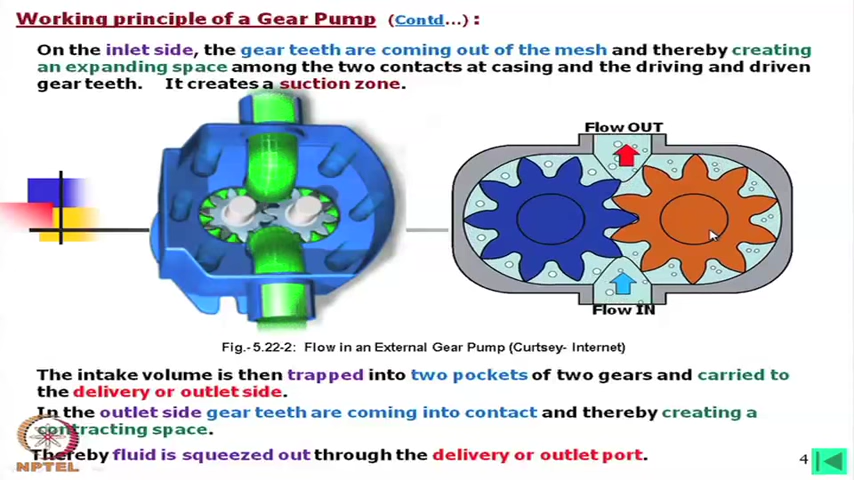 Working principle of a Gear Pump (Contd...) :
On the inlet side, the gear teeth are coming out of the mesh and thereby creating
an expanding space among the two contacts at casing and the driving and driven
gear teeth. It creates a suction zone.
Flow OUT
Flow IN
Fig.- 5.22-2: Flow in an External Gear Pump (Curtsey- Internet)
The intake volume is then trapped into two pockets of two gears and carried to
the delivery or outlet side.
In the outlet side gear teeth are coming into contact and thereby creating a
contracting space.
Thereby fluid is squeezed out through the delivery or outlet port.
NPTEL
4